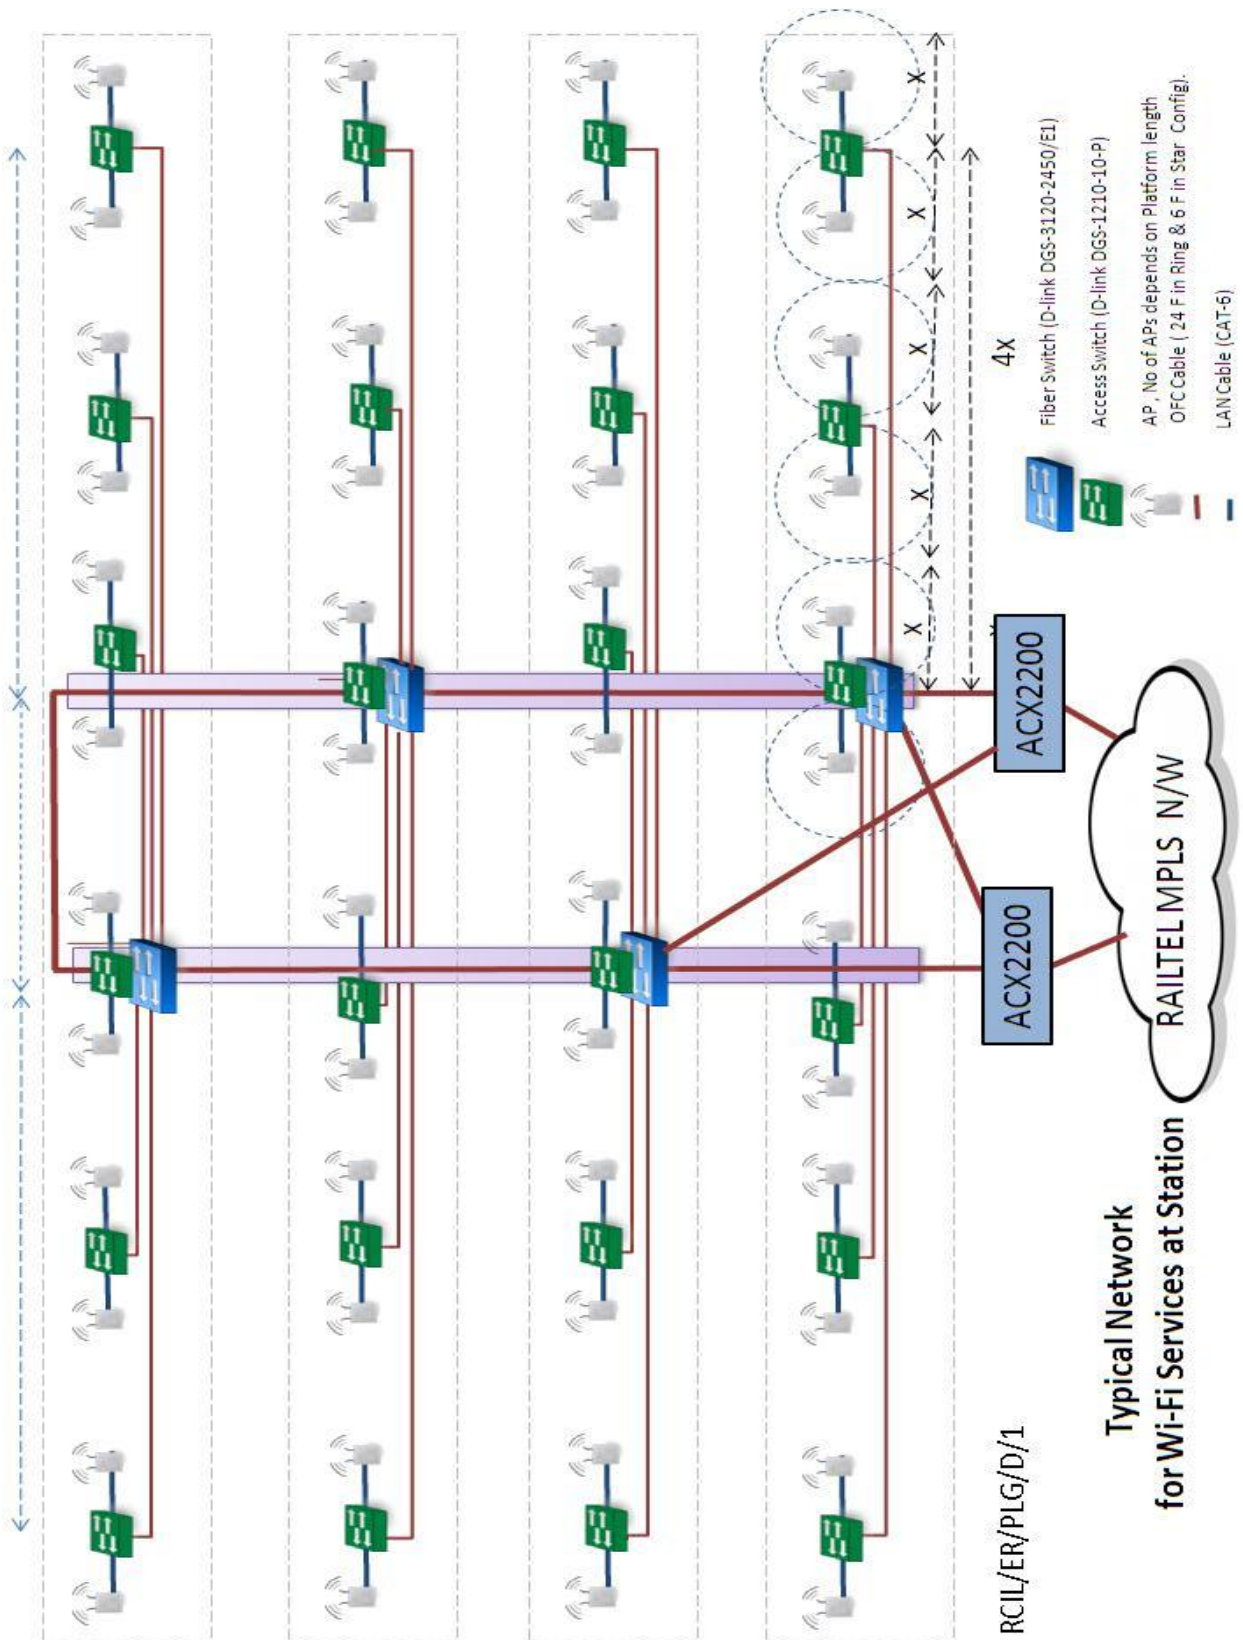 X
X
X
X
X
4x
Fiber Switch (D-link DGS-3120-2450/E1)
Access Switch (D-link DGS-1210-10-P)
AP , No of APs depends on Platform length
OFC Cable ( 24 F in Ring & 6 F in Star Config).
LAN Cable (CAT-6)
ACX2200
ACX2200
RAILTEL MPLS N/W
RCIL/ER/PLG/D/1
Typical Network
for Wi-Fi Services at Station